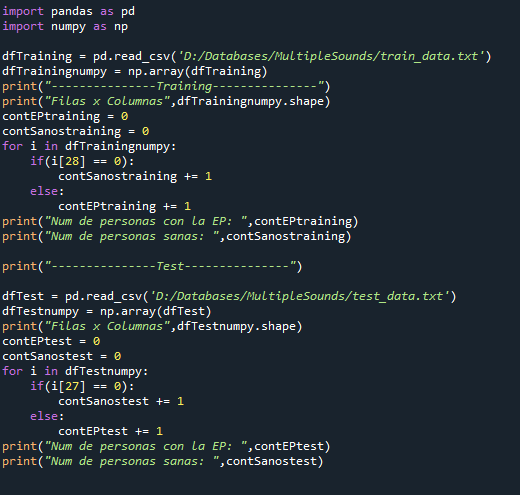 import pandas as pd
import numpy as np
dfTraining = pd.read_csv('D:/Databases/MultipleSounds/train_data.txt')
dfTrainingnumpy = np.array(dfTraining)
print("---------------Training---------------")
print("Filas x Columnas",dfTrainingnumpy.shape)
contEPtraining = 0
contSanostraining = 0
for i in dfTrainingnumpy:
    if(i[28] == 0):
        contSanostraining += 1
    else:
        contEPtraining += 1
print("Num de personas con la EP: ",contEPtraining)
print("Num de personas sanas: ",contSanostraining)
print("---------------Test---------------")
dfTest = pd.read_csv('D:/Databases/MultipleSounds/test_data.txt')
dfTestnumpy = np.array(dfTest)
print("Filas x Columnas",dfTestnumpy.shape)
contEPtest = 0
contSanostest = 0
for i in dfTestnumpy:
    if(i[27] == 0):
        contSanostest += 1
    else:
        contEPtest += 1
print("Num de personas con la EP: ",contEPtest)
print("Num de personas sanas: ",contSanostest)